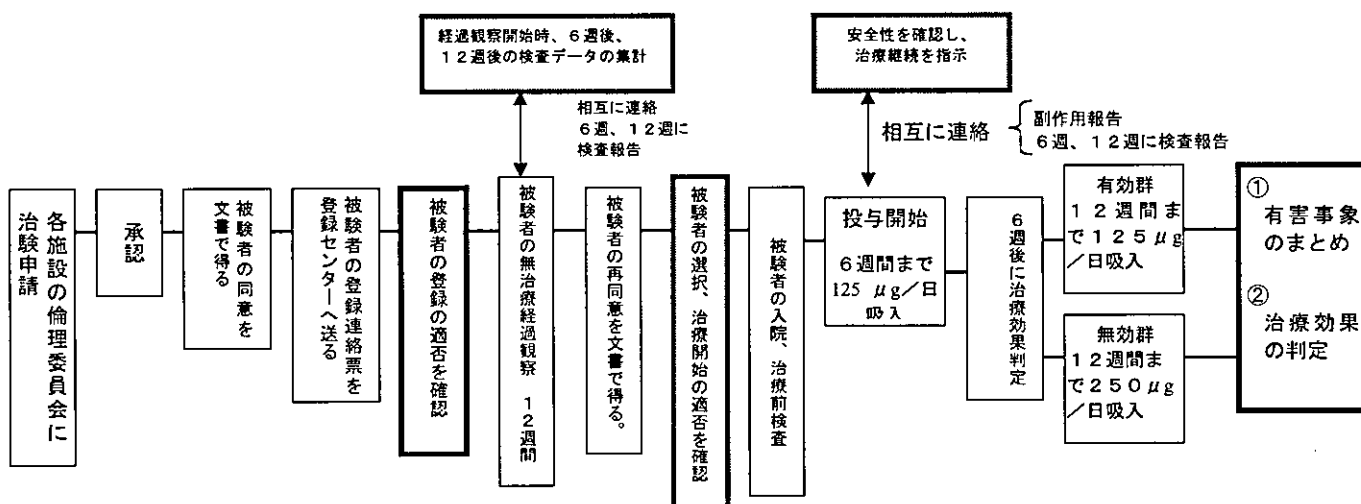 経過観察開始時、6週後、
12週後の検査データの集計
安全性を確認し、
治療継続を指示
相互に連絡
6週、12週に
検査報告
相互に連絡
副作用報告
6週、12週に検査報告
各施設の倫理委員会に
治験申請
承認
被験者の同意を
文書で得る
被験者の登録連絡票を
登録センターへ送る
被験者の登録の適否を確認
被験者の無治療経過観察 12週間
被験者の再同意を文書で得る。
被験者の選択、治療開始の適否を確認
被験者の入院、治療前検査
投与開始
6週間まで
125 μg/日
吸入
6週後に治療効果判定
有効群
12週間ま
で125μg
/日吸入
無効群
12週間ま
で250μg
/日吸入
①
有害事象
のまとめ
②
治療効果
の判定